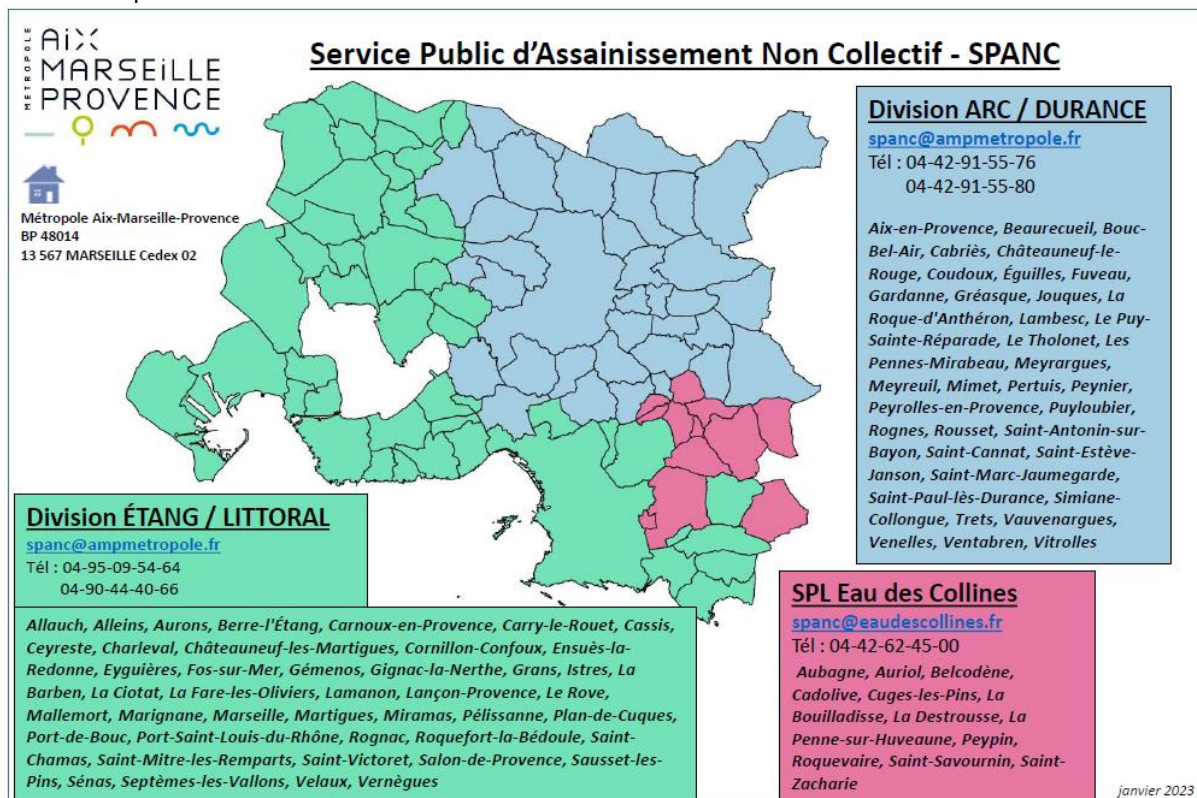 METROPOLE
AiX
MARSEiLLE
PROVENCE
Service Public d'Assainissement Non Collectif - SPANC
Métropole Aix-Marseille-Provence
BP 48014
13 567 MARSEILLE Cedex 02
Division ARC / DURANCE
spanc@ampmetropole.fr
Tél : 04-42-91-55-76
04-42-91-55-80
Aix-en-Provence, Beaurecueil, Bouc-
Bel-Air, Cabriès, Châteauneuf-le-
Rouge, Coudoux, Éguilles, Fuveau,
Gardanne, Gréasque, Jouques, La
Roque-d'Anthéron, Lambesc, Le Puy-
Sainte-Réparade, Le Tholonet, Les
Pennes-Mirabeau, Meyrargues,
Meyreuil, Mimet, Pertuis, Peynier,
Peyrolles-en-Provence, Puyloubier,
Rognes, Rousset, Saint-Antonin-sur-
Bayon, Saint-Cannat, Saint-Estève-
Janson, Saint-Marc-Jaumegarde,
Saint-Paul-lès-Durance, Simiane-
Collongue, Trets, Vauvenargues,
Venelles, Ventabren, Vitrolles
Division ÉTANG / LITTORAL
spanc@ampmetropole.fr
Tél : 04-95-09-54-64
04-90-44-40-66
Allauch, Alleins, Aurons, Berre-l'Étang, Carnoux-en-Provence, Carry-le-Rouet, Cassis,
Ceyreste, Charleval, Châteauneuf-les-Martigues, Cornillon-Confoux, Ensuès-la-
Redonne, Eyguières, Fos-sur-Mer, Gémenos, Gignac-la-Nerthe, Grans, Istres, La
Barben, La Ciotat, La Fare-les-Oliviers, Lamanon, Lançon-Provence, Le Rove,
Mallemort, Marignane, Marseille, Martigues, Miramas, Pélissanne, Plan-de-Cuques,
Port-de-Bouc, Port-Saint-Louis-du-Rhône, Rognac, Roquefort-la-Bédoule, Saint-
Chamas, Saint-Mitre-les-Remparts, Saint-Victoret, Salon-de-Provence, Sausset-les-
Pins, Sénas, Septèmes-les-Vallons, Velaux, Vernègues
SPL Eau des Collines
spanc@eaudescollines.fr
Tél : 04-42-62-45-00
Aubagne, Auriol, Belcodène,
Cadolive, Cuges-les-Pins, La
Bouilladisse, La Destrousse, La
Penne-sur-Huveaune, Peypin,
Roquevaire, Saint-Savournin, Saint-
Zacharie
janvier 2023